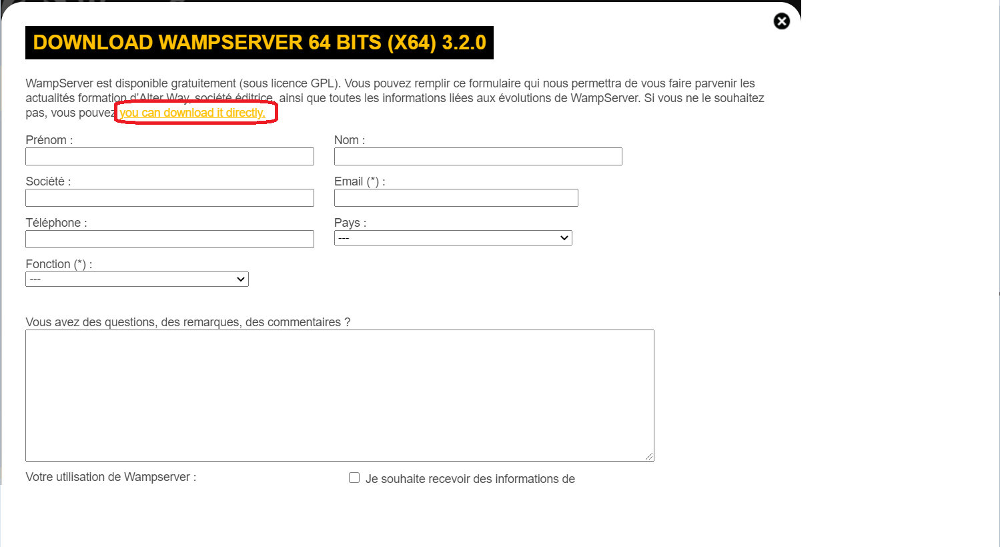 DOWNLOAD WAMPSERVER 64 BITS (X64) 3.2.0
WampServer est disponible gratuitement (sous licence GPL). Vous pouvez remplir ce formulaire qui nous permettra de vous faire parvenir les
actualités formation d'Alter Way, société éditrice, ainsi que toutes les informations liées aux évolutions de WampServer. Si vous ne le souhaitez
pas, vous pouvez you can download it directly.
Prénom :
Nom :
Société :
Email (*) :
Téléphone :
Pays :
---
Fonction (*) :
---
Vous avez des questions, des remarques, des commentaires ?
Votre utilisation de Wampserver :
Je souhaite recevoir des informations de